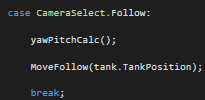 case CameraSelect.Follow:
yawPitchCalc();
MoveFollow(tank.TankPosition);
break;